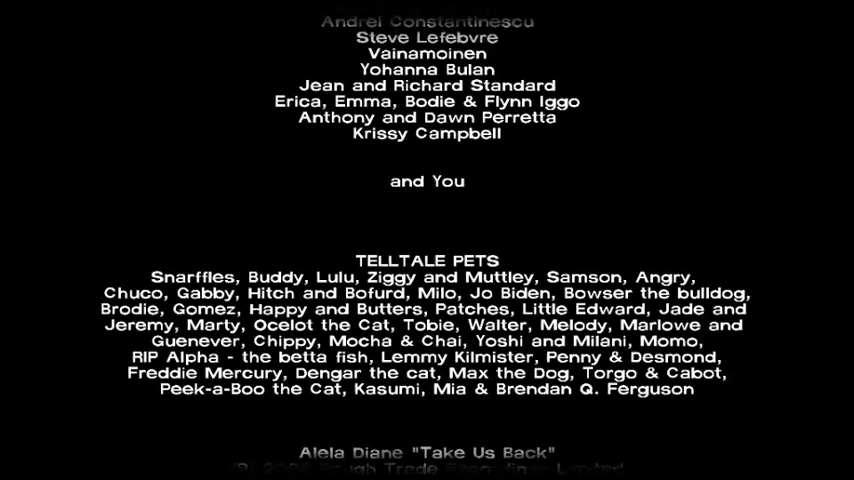 Andrei Constantinescu
Steve Lefebvre
Vainamoinen
Yohanna Bulan
Jean and Richard Standard
Erica, Emma, Bodie & Flynn Iggo
Anthony and Dawn Perretta
Krissy Campbell
and You
TELLTALE PETS
Snarffles, Buddy, Lulu, Ziggy and Muttley, Samson, Angry,
Chuco, Gabby, Hitch and Bofurd, Milo, Jo Biden, Bowser the bulldog,
Brodie, Gomez, Happy and Butters, Patches, Little Edward, Jade and
Jeremy, Marty, Ocelot the Cat, Tobie, Walter, Melody, Marlowe and
Guenever, Chippy, Mocha & Chai, Yoshi and Milani, Momo,
RIP Alpha - the betta fish, Lemmy Kilmister, Penny & Desmond,
Freddie Mercury, Dengar the cat, Max the Dog, Torgo & Cabot,
Peek-a-Boo the Cat, Kasumi, Mia & Brendan Q. Ferguson
Alela Diane "Take Us Back"
Rough Trade Limited